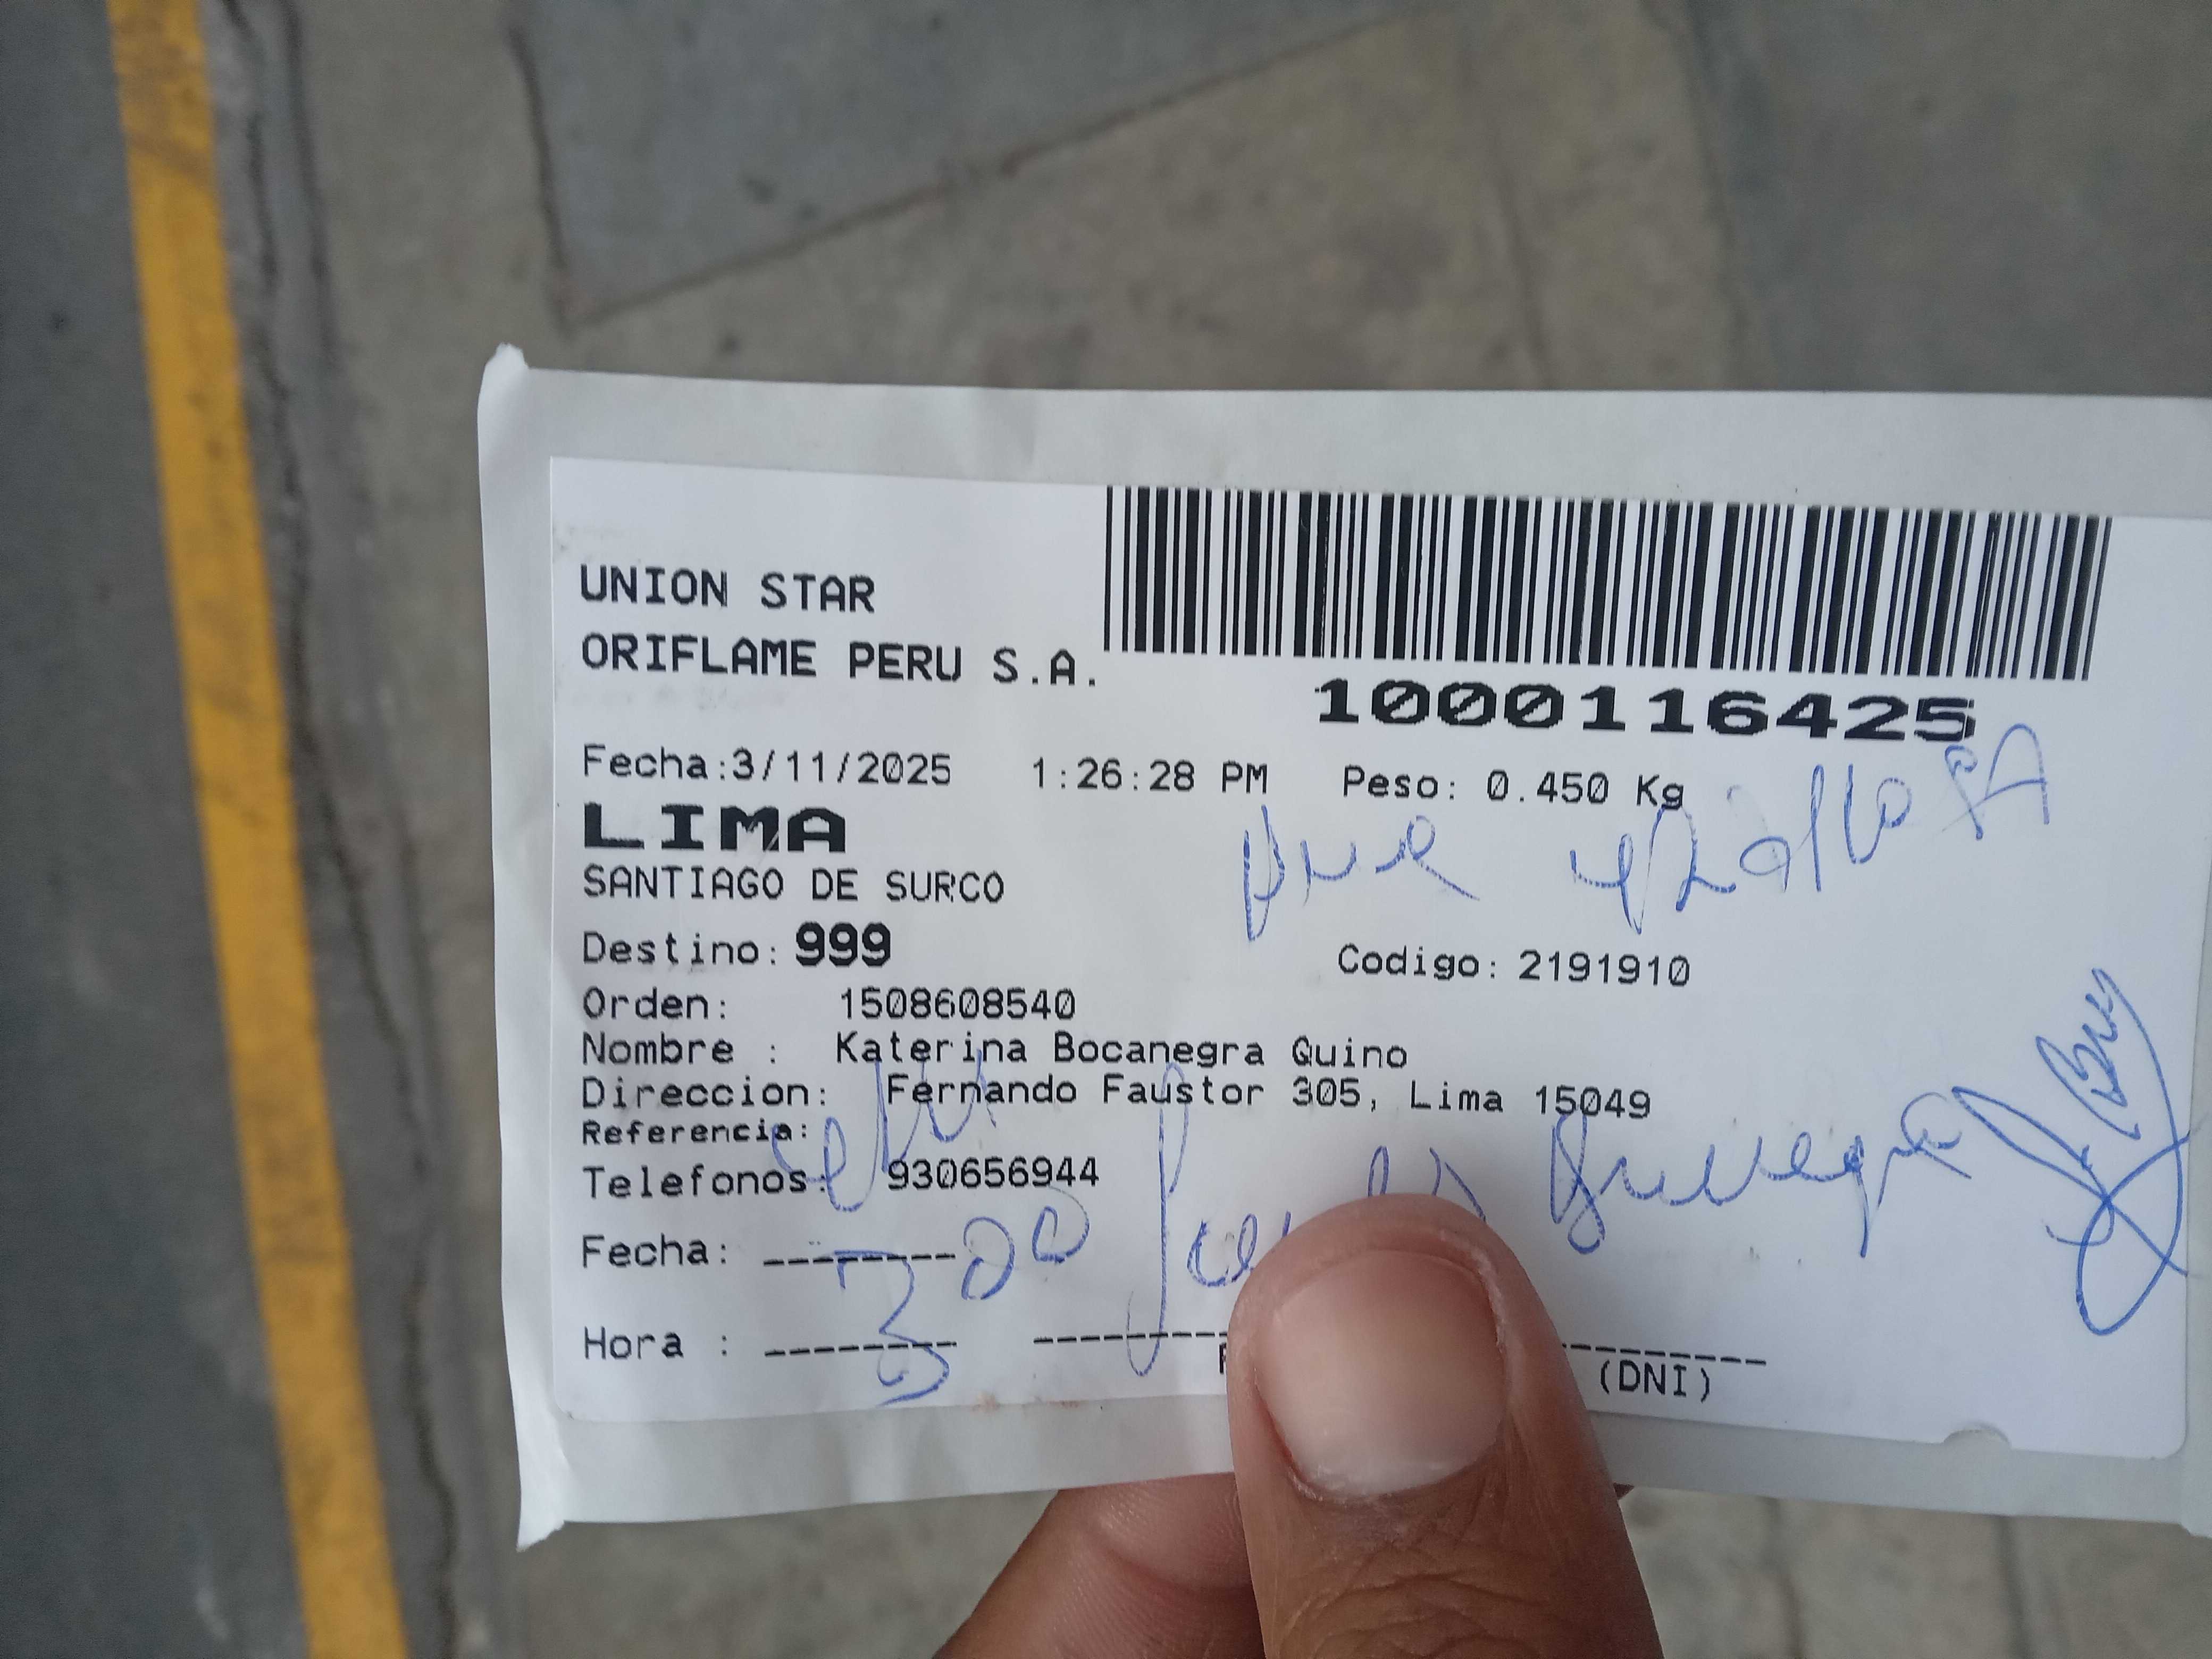 UNION STAR
ORIFLAME PERU S.A.
1000116425
Fecha:3/11/2025 1:26:28 PM Peso: 0.450 Kg
LIMA
SANTIAGO DE SURCO
Destino: 999 Codigo: 2191910
Orden: 1508608540
Nombre : Katerina Bocanegra Quino
Direccion: Fernando Faustor 305, Lima 15049
Referencia:
Telefonos: 930656944
Fecha:
300
Hora :
(DNI)